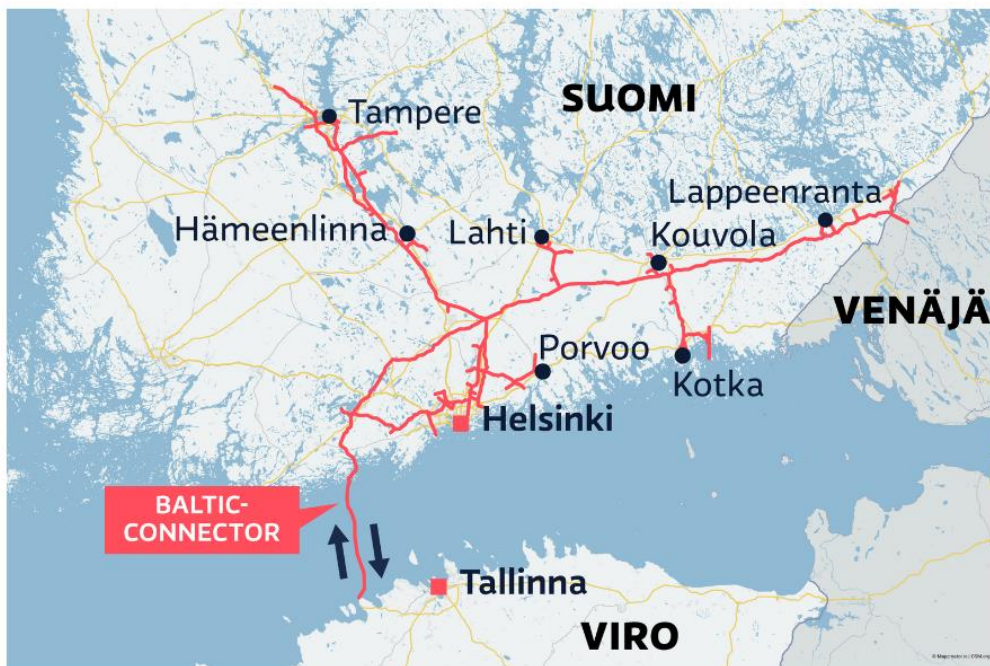 SUOMI
Tampere
Lappeenranta
Hämeenlinna
Lahti
Kouvola
VENÄJÄ
Porvoo
Kotka
Helsinki
BALTIC-
CONNECTOR
Tallinna
VIRO